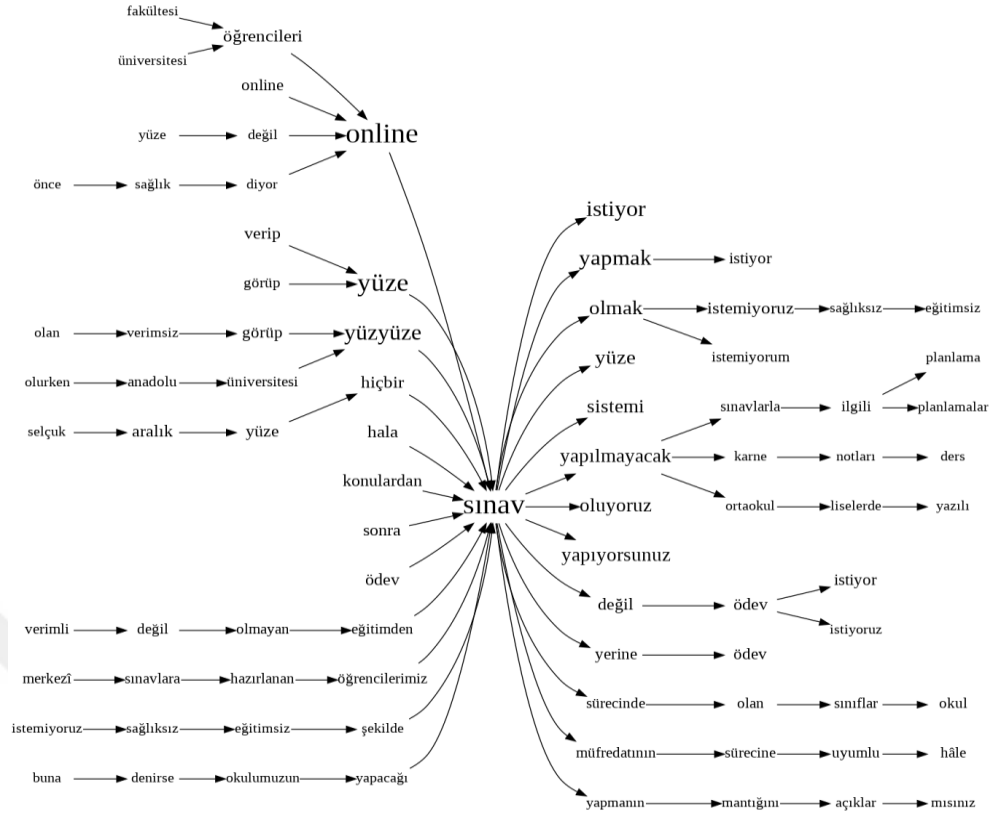 fakültesi
öğrencileri
üniversitesi
online
online
yüze değil
önce sağlık diyor
istiyor
verip
yapmak istiyor
görüp yüze
olmak istemiyoruz sağlıksız eğitimsiz
olan verimsiz görüp yüzyüze
yüze istemiyorum planlama
olurken anadolu üniversitesi hiçbir
sistemi sınavlarla ilgili planlamalar
selçuk aralık yüze hala
yapılmayacak karne notları ders
konulardan
sınav oluyoruz ortaokul liselerde yazılı
sonra
yapıyorsunuz
ödev
istiyor
değil ödev
verimli değil olmayan eğitimden istiyoruz
yerine ödev
merkezî sınavlara hazırlanan öğrencilerimiz
sürecinde olan sınıflar okul
istemiyoruz sağlıksız eğitimsiz şekilde
müfredatının sürecine uyumlu hâle
buna denirse okulumuzun yapacağı
yapmanın mantığını açıklar mısınız